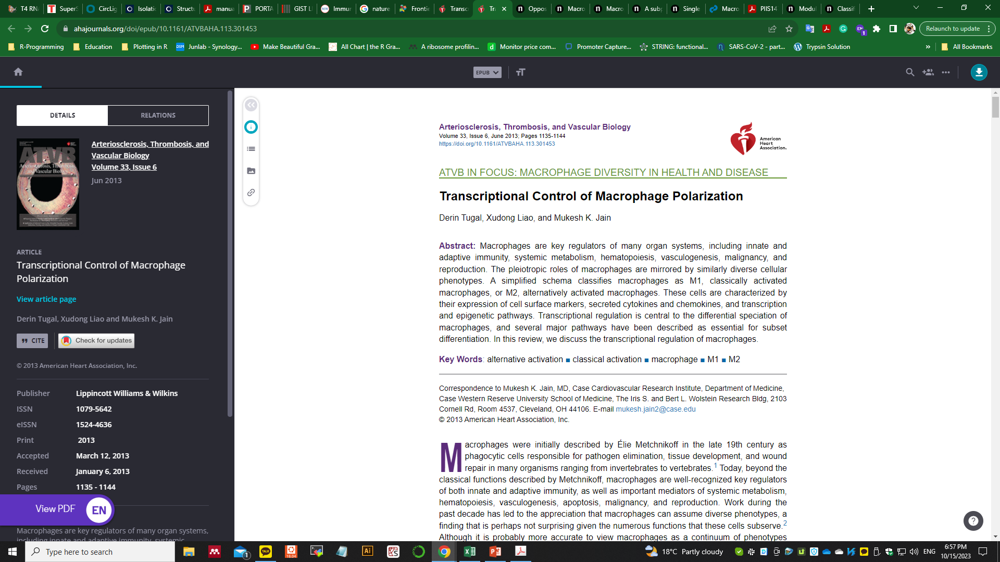 T4 RN
SuperS
CircLig
Isolatic
Structu
manua
PORTA
GIST LI
Immun
nature
Frontie
Transc
Tra
Oppos
Macro
Macro
A subp
Single
Macro
PIIS14
Modul
Classif
ahajournals.org/doi/epub/10.1161/ATVBAHA.113.301453
Relaunch to update
R-Programming
Education
Plotting in R
Junlab - Synology...
Make Beautiful Gra...
All Chart | the R Gra...
A ribosome profilin...
Monitor price com...
Promoter Capture...
STRING: functional...
SARS-CoV-2 - part...
Trypsin Solution
»
All Bookmarks
EPUB
DETAILS
RELATIONS
ATVB
Arteriosclerosis, Thrombosis, and
Vascular Biology
Volume 33, Issue 6
Jun 2013
ARTICLE
Transcriptional Control of Macrophage
Polarization
View article page
Derin Tugal, Xudong Liao and Mukesh K. Jain
CITE
Check for updates
© 2013 American Heart Association, Inc.
Publisher Lippincott Williams & Wilkins
ISSN 1079-5642
eISSN 1524-4636
Print 2013
Accepted March 12, 2013
Received January 6, 2013
Pages 1135 - 1144
View PDF EN
Macrophages are key regulators of many organ systems,
including innate and adaptive immunity, systemic
Arteriosclerosis, Thrombosis, and Vascular Biology
Volume 33, Issue 6, June 2013; Pages 1135-1144
https://doi.org/10.1161/ATVBAHA.113.301453
American
Heart
Association.
ATVB IN FOCUS: MACROPHAGE DIVERSITY IN HEALTH AND DISEASE
Transcriptional Control of Macrophage Polarization
Derin Tugal, Xudong Liao, and Mukesh K. Jain
Abstract: Macrophages are key regulators of many organ systems, including innate and
adaptive immunity, systemic metabolism, hematopoiesis, vasculogenesis, malignancy, and
reproduction. The pleiotropic roles of macrophages are mirrored by similarly diverse cellular
phenotypes. A simplified schema classifies macrophages as M1, classically activated
macrophages, or M2, alternatively activated macrophages. These cells are characterized by
their expression of cell surface markers, secreted cytokines and chemokines, and transcription
and epigenetic pathways. Transcriptional regulation is central to the differential speciation of
macrophages, and several major pathways have been described as essential for subset
differentiation. In this review, we discuss the transcriptional regulation of macrophages.
Key Words: alternative activation ■ classical activation ■ macrophage ■ M1 ■ M2
Correspondence to Mukesh K. Jain, MD, Case Cardiovascular Research Institute, Department of Medicine,
Case Western Reserve University School of Medicine, The Iris S. and Bert L. Wolstein Research Bldg, 2103
Cornell Rd, Room 4537, Cleveland, OH 44106. E-mail mukesh.jain2@case.edu
© 2013 American Heart Association, Inc.
Macrophages were initially described by Élie Metchnikoff in the late 19th century as
phagocytic cells responsible for pathogen elimination, tissue development, and wound
repair in many organisms ranging from invertebrates to vertebrates.1 Today, beyond the
classical functions described by Metchnikoff, macrophages are well-recognized key regulators
of both innate and adaptive immunity, as well as important mediators of systemic metabolism,
hematopoiesis, vasculogenesis, apoptosis, malignancy, and reproduction. Work during the
past decade has led to the appreciation that macrophages can assume diverse phenotypes, a
finding that is perhaps not surprising given the numerous functions that these cells subserve.2
Although it is probably more accurate to view macrophages as a continuum of phenotypes
Type here to search
18°C Partly cloudy
ENG
6:57 PM
10/15/2023